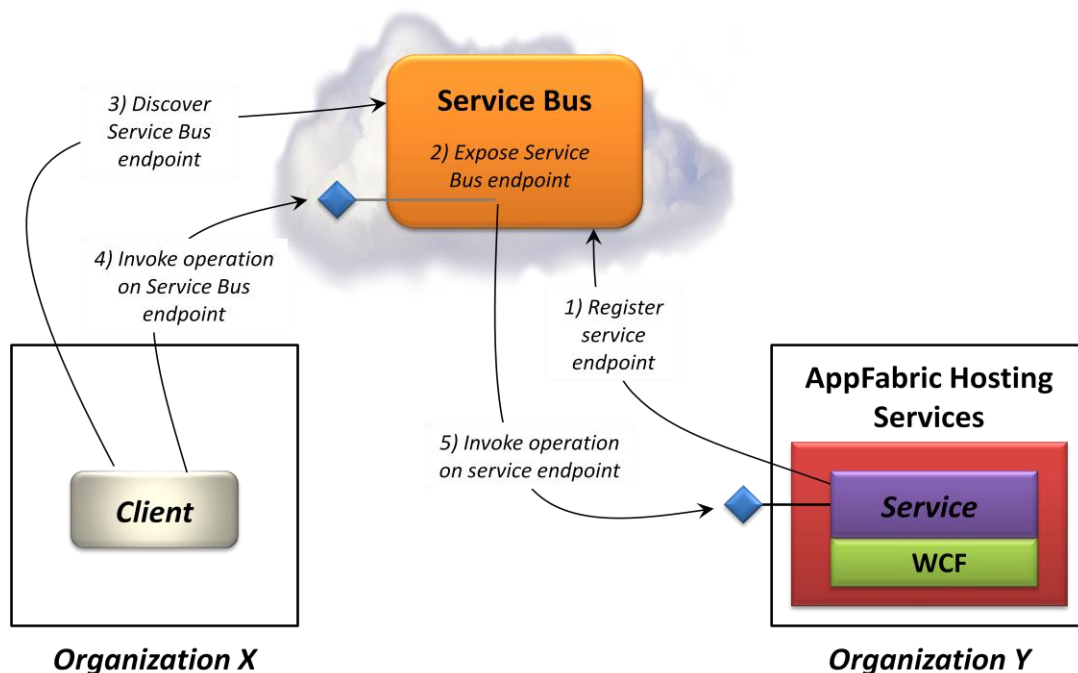 3) Discover
Service Bus
endpoint
Service Bus
2) Expose Service
Bus endpoint
4) Invoke operation
on Service Bus
endpoint
1) Register
service
endpoint
5) Invoke operation
on service endpoint
AppFabric Hosting
Services
Client
Service
WCF
Organization X
Organization Y